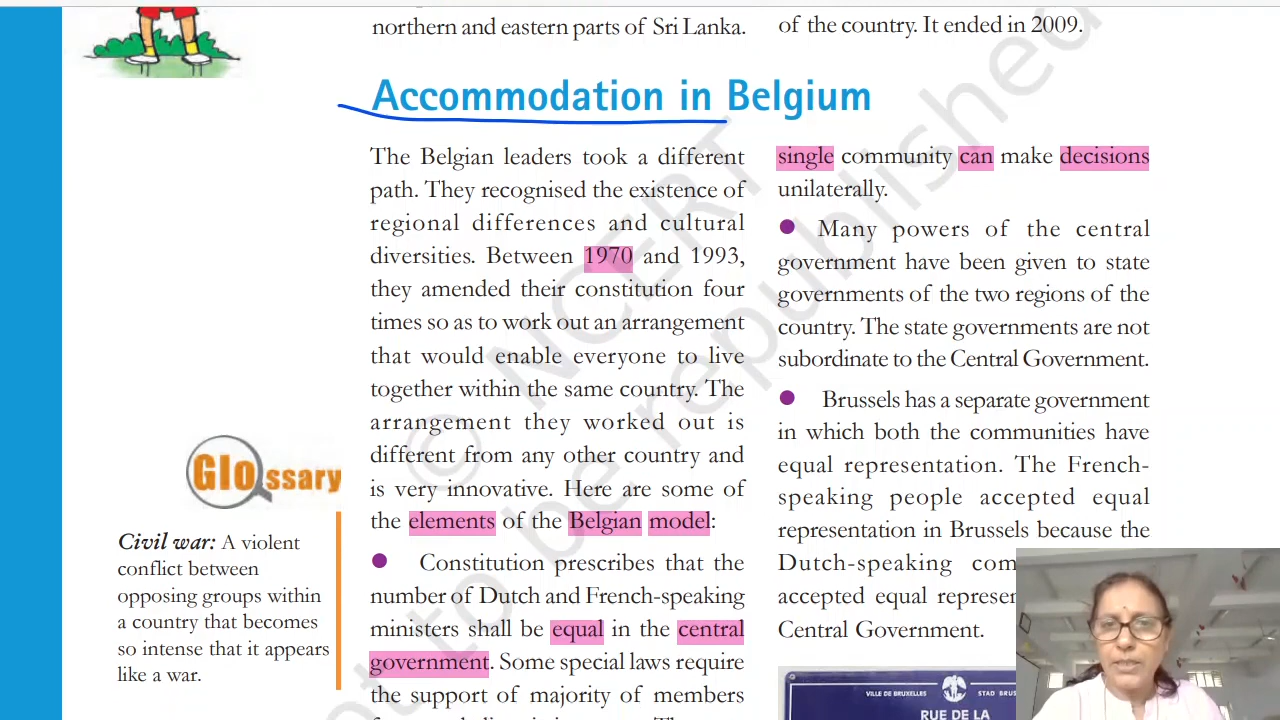 northern and eastern parts of Sri Lanka.
of the country. It ended in 2009.
Accommodation in Belgium
The Belgian leaders took a different
path. They recognised the existence of
regional differences and cultural
diversities. Between 1970 and 1993,
they amended their constitution four
times so as to work out an arrangement
that would enable everyone to live
together within the same country. The
arrangement they worked out is
different from any other country and
is very innovative. Here are some of
the elements of the Belgian model:
● Constitution prescribes that the
number of Dutch and French-speaking
ministers shall be equal in the central
government. Some special laws require
the support of majority of members
single community can make decisions
unilaterally.
● Many powers of the central
government have been given to state
governments of the two regions of the
country. The state governments are not
subordinate to the Central Government.
● Brussels has a separate government
in which both the communities have
equal representation. The French-
speaking people accepted equal
representation in Brussels because the
Dutch-speaking com
accepted equal represen
Central Government.
Glossary
Civil war: A violent
conflict between
opposing groups within
a country that becomes
so intense that it appears
like a war.
VILLE DE BRUXELLES STAD BRUS
RUE DE LA
© NCERT
not to be republished